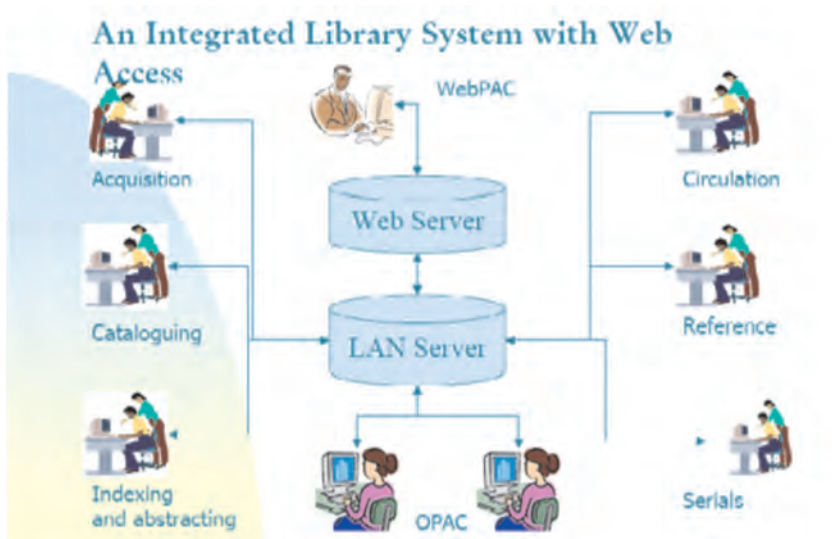 An Integrated Library System with Web
Access
WebPAC
Acquisition
Circulation
Web Server
Cataloguing
Reference
LAN Server
Indexing
and abstracting
OPAC
Serials